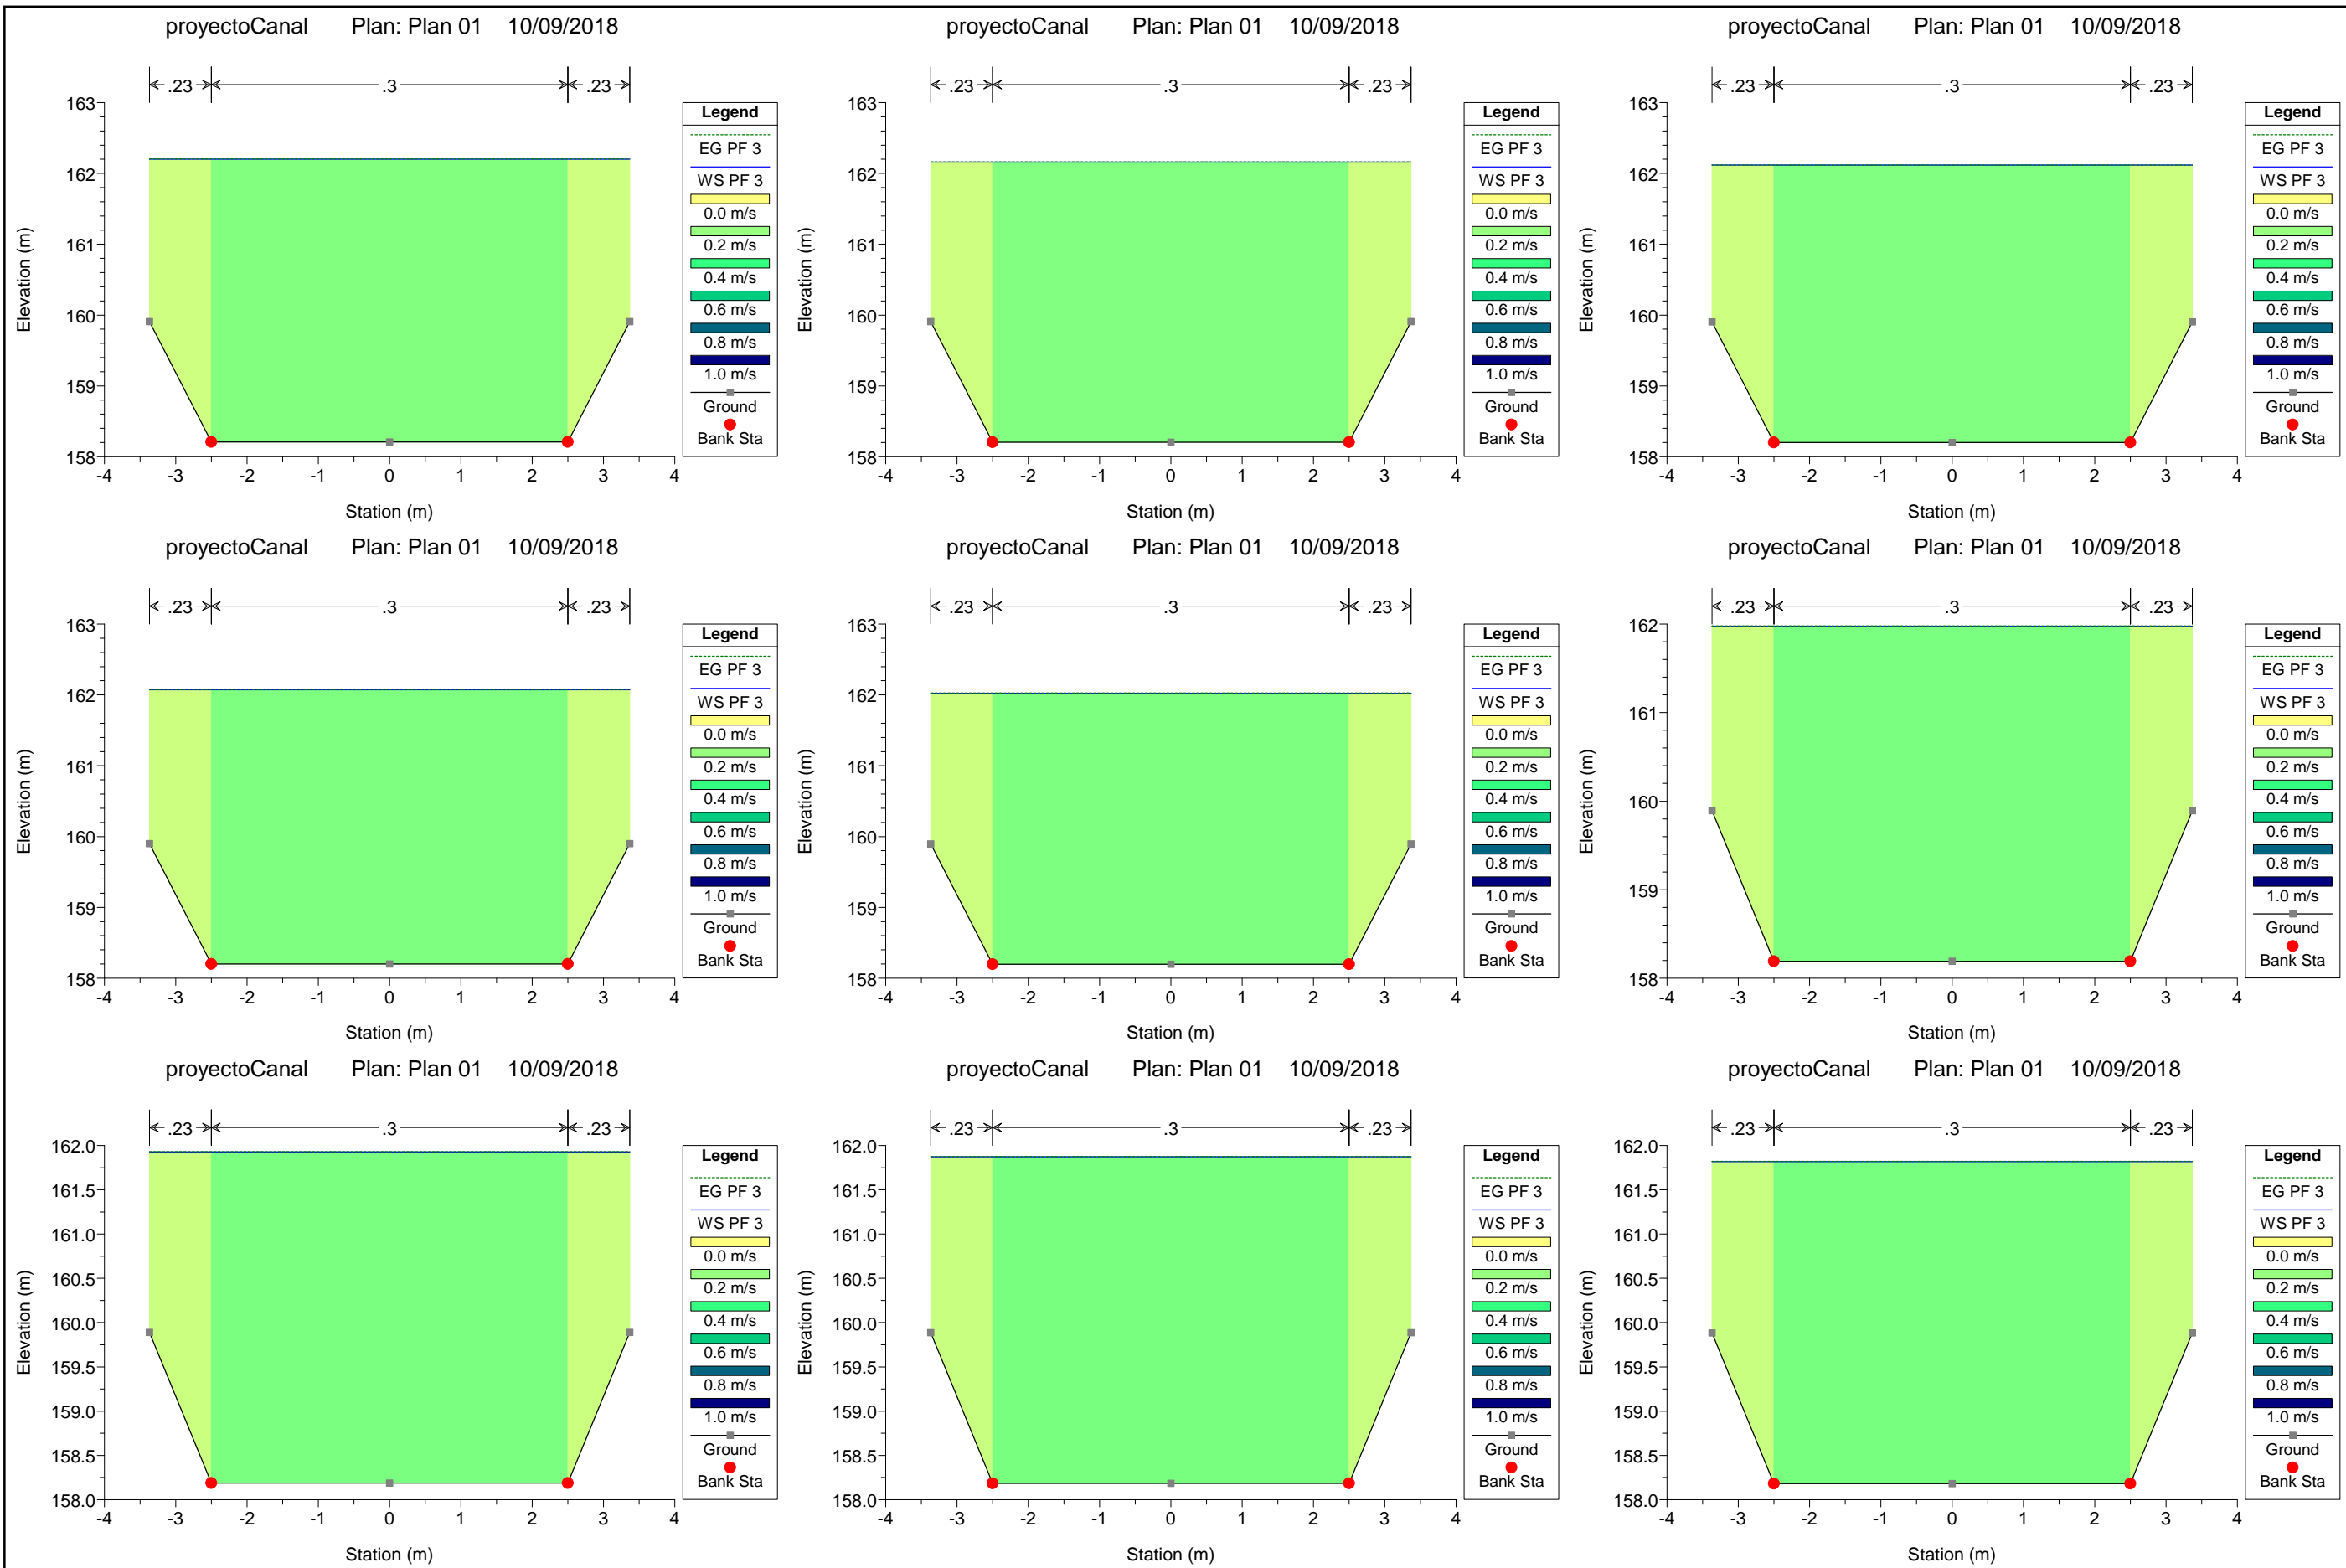 proyectoCanal Plan: Plan 01 10/09/2018
.23 .3 .23
163
162
161
160
159
158
Elevation (m)
-4 -3 -2 -1 0 1 2 3 4
Station (m)
Legend
EG PF 3
WS PF 3
0.0 m/s
0.2 m/s
0.4 m/s
0.6 m/s
0.8 m/s
1.0 m/s
Ground
Bank Sta
proyectoCanal Plan: Plan 01 10/09/2018
.23 .3 .23
163
162
161
160
159
158
Elevation (m)
-4 -3 -2 -1 0 1 2 3 4
Station (m)
Legend
EG PF 3
WS PF 3
0.0 m/s
0.2 m/s
0.4 m/s
0.6 m/s
0.8 m/s
1.0 m/s
Ground
Bank Sta
proyectoCanal Plan: Plan 01 10/09/2018
.23 .3 .23
163
162
161
160
159
158
Elevation (m)
-4 -3 -2 -1 0 1 2 3 4
Station (m)
Legend
EG PF 3
WS PF 3
0.0 m/s
0.2 m/s
0.4 m/s
0.6 m/s
0.8 m/s
1.0 m/s
Ground
Bank Sta
proyectoCanal Plan: Plan 01 10/09/2018
.23 .3 .23
163
162
161
160
159
158
Elevation (m)
-4 -3 -2 -1 0 1 2 3 4
Station (m)
Legend
EG PF 3
WS PF 3
0.0 m/s
0.2 m/s
0.4 m/s
0.6 m/s
0.8 m/s
1.0 m/s
Ground
Bank Sta
proyectoCanal Plan: Plan 01 10/09/2018
.23 .3 .23
163
162
161
160
159
158
Elevation (m)
-4 -3 -2 -1 0 1 2 3 4
Station (m)
Legend
EG PF 3
WS PF 3
0.0 m/s
0.2 m/s
0.4 m/s
0.6 m/s
0.8 m/s
1.0 m/s
Ground
Bank Sta
proyectoCanal Plan: Plan 01 10/09/2018
.23 .3 .23
162
161
160
159
158
Elevation (m)
-4 -3 -2 -1 0 1 2 3 4
Station (m)
Legend
EG PF 3
WS PF 3
0.0 m/s
0.2 m/s
0.4 m/s
0.6 m/s
0.8 m/s
1.0 m/s
Ground
Bank Sta
proyectoCanal Plan: Plan 01 10/09/2018
.23 .3 .23
162.0
161.5
161.0
160.5
160.0
159.5
159.0
158.5
158.0
Elevation (m)
-4 -3 -2 -1 0 1 2 3 4
Station (m)
Legend
EG PF 3
WS PF 3
0.0 m/s
0.2 m/s
0.4 m/s
0.6 m/s
0.8 m/s
1.0 m/s
Ground
Bank Sta
proyectoCanal Plan: Plan 01 10/09/2018
.23 .3 .23
162.0
161.5
161.0
160.5
160.0
159.5
159.0
158.5
158.0
Elevation (m)
-4 -3 -2 -1 0 1 2 3 4
Station (m)
Legend
EG PF 3
WS PF 3
0.0 m/s
0.2 m/s
0.4 m/s
0.6 m/s
0.8 m/s
1.0 m/s
Ground
Bank Sta
proyectoCanal Plan: Plan 01 10/09/2018
.23 .3 .23
162.0
161.5
161.0
160.5
160.0
159.5
159.0
158.5
158.0
Elevation (m)
-4 -3 -2 -1 0 1 2 3 4
Station (m)
Legend
EG PF 3
WS PF 3
0.0 m/s
0.2 m/s
0.4 m/s
0.6 m/s
0.8 m/s
1.0 m/s
Ground
Bank Sta